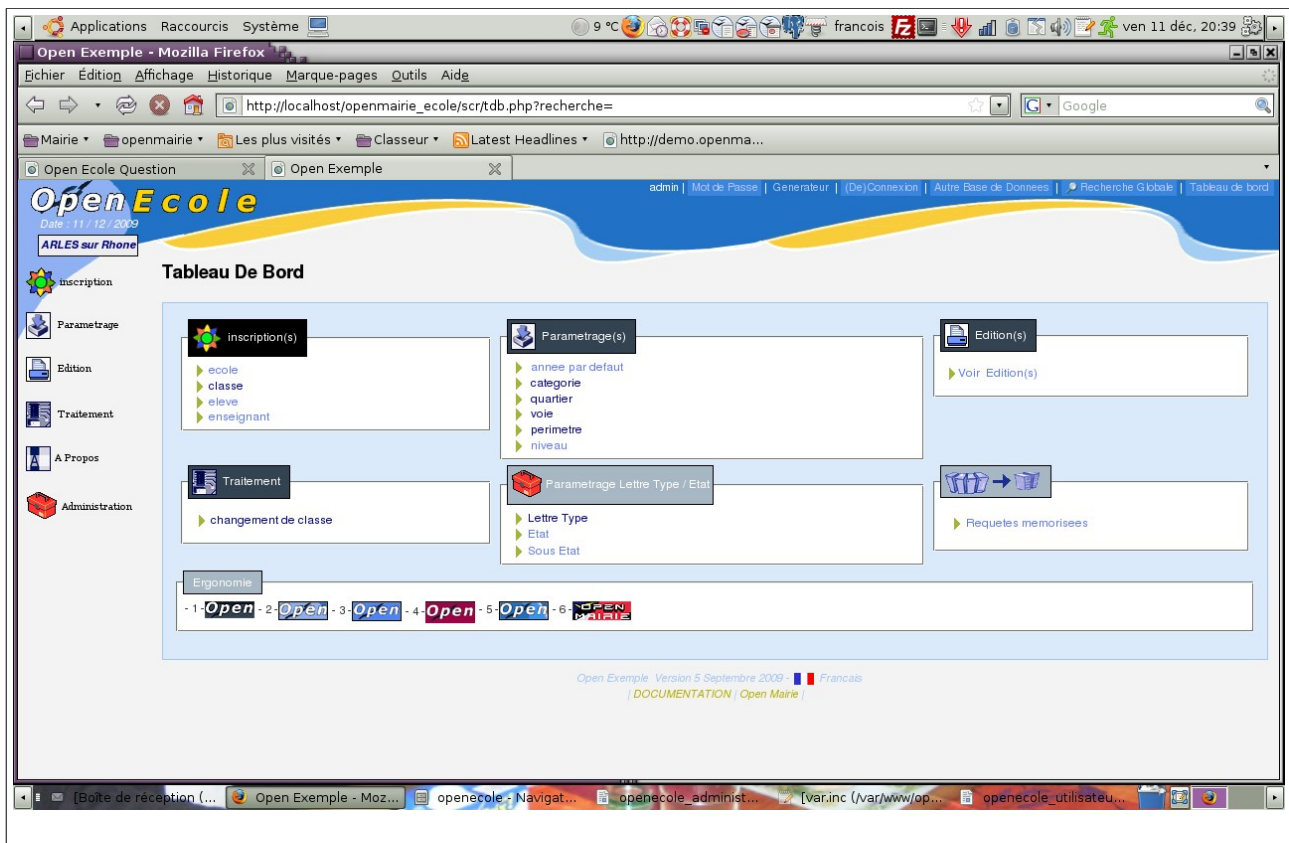 Applications Raccourcis Système 9 °C francois ven 11 déc, 20:39
Open Exemple - Mozilla Firefox
Fichier Édition Affichage Historique Marque-pages Outils Aide
http://localhost/openmairie_ecole/scr/tdb.php?recherche= Google
Mairie openmairie Les plus visités Classeur Latest Headlines http://demo.openma...
Open Ecole Question Open Exemple
admin | Mot de Passe | Generateur | (De)Connexion | Autre Base de Donnees | Recherche Globale | Tableau de bord
Open Ecole
Date : 11 / 12 / 2009
ARLES sur Rhone
Tableau De Bord
inscription
Parametrage
Edition
Traitement
A Propos
Administration
inscription(s)
ecole
classe
eleve
enseignant
Parametrage(s)
annee par defaut
categorie
quartier
voie
perimetre
niveau
Edition(s)
Voir Edition(s)
Traitement
changement de classe
Parametrage Lettre Type / Etat
Lettre Type
Etat
Sous Etat
Requetes memorisees
Ergonomie
- 1 - Open - 2 - Open - 3 - Open - 4 - Open - 5 - Open - 6 - OPEN MAIRIE
Open Exemple Version 5 Septembre 2009 - Francais
| DOCUMENTATION | Open Mairie |
[Boîte de réception (... Open Exemple - Moz... openecole - Navigat... openecole_administ... [var.inc (/var/www/op... openecole_utilisateu...